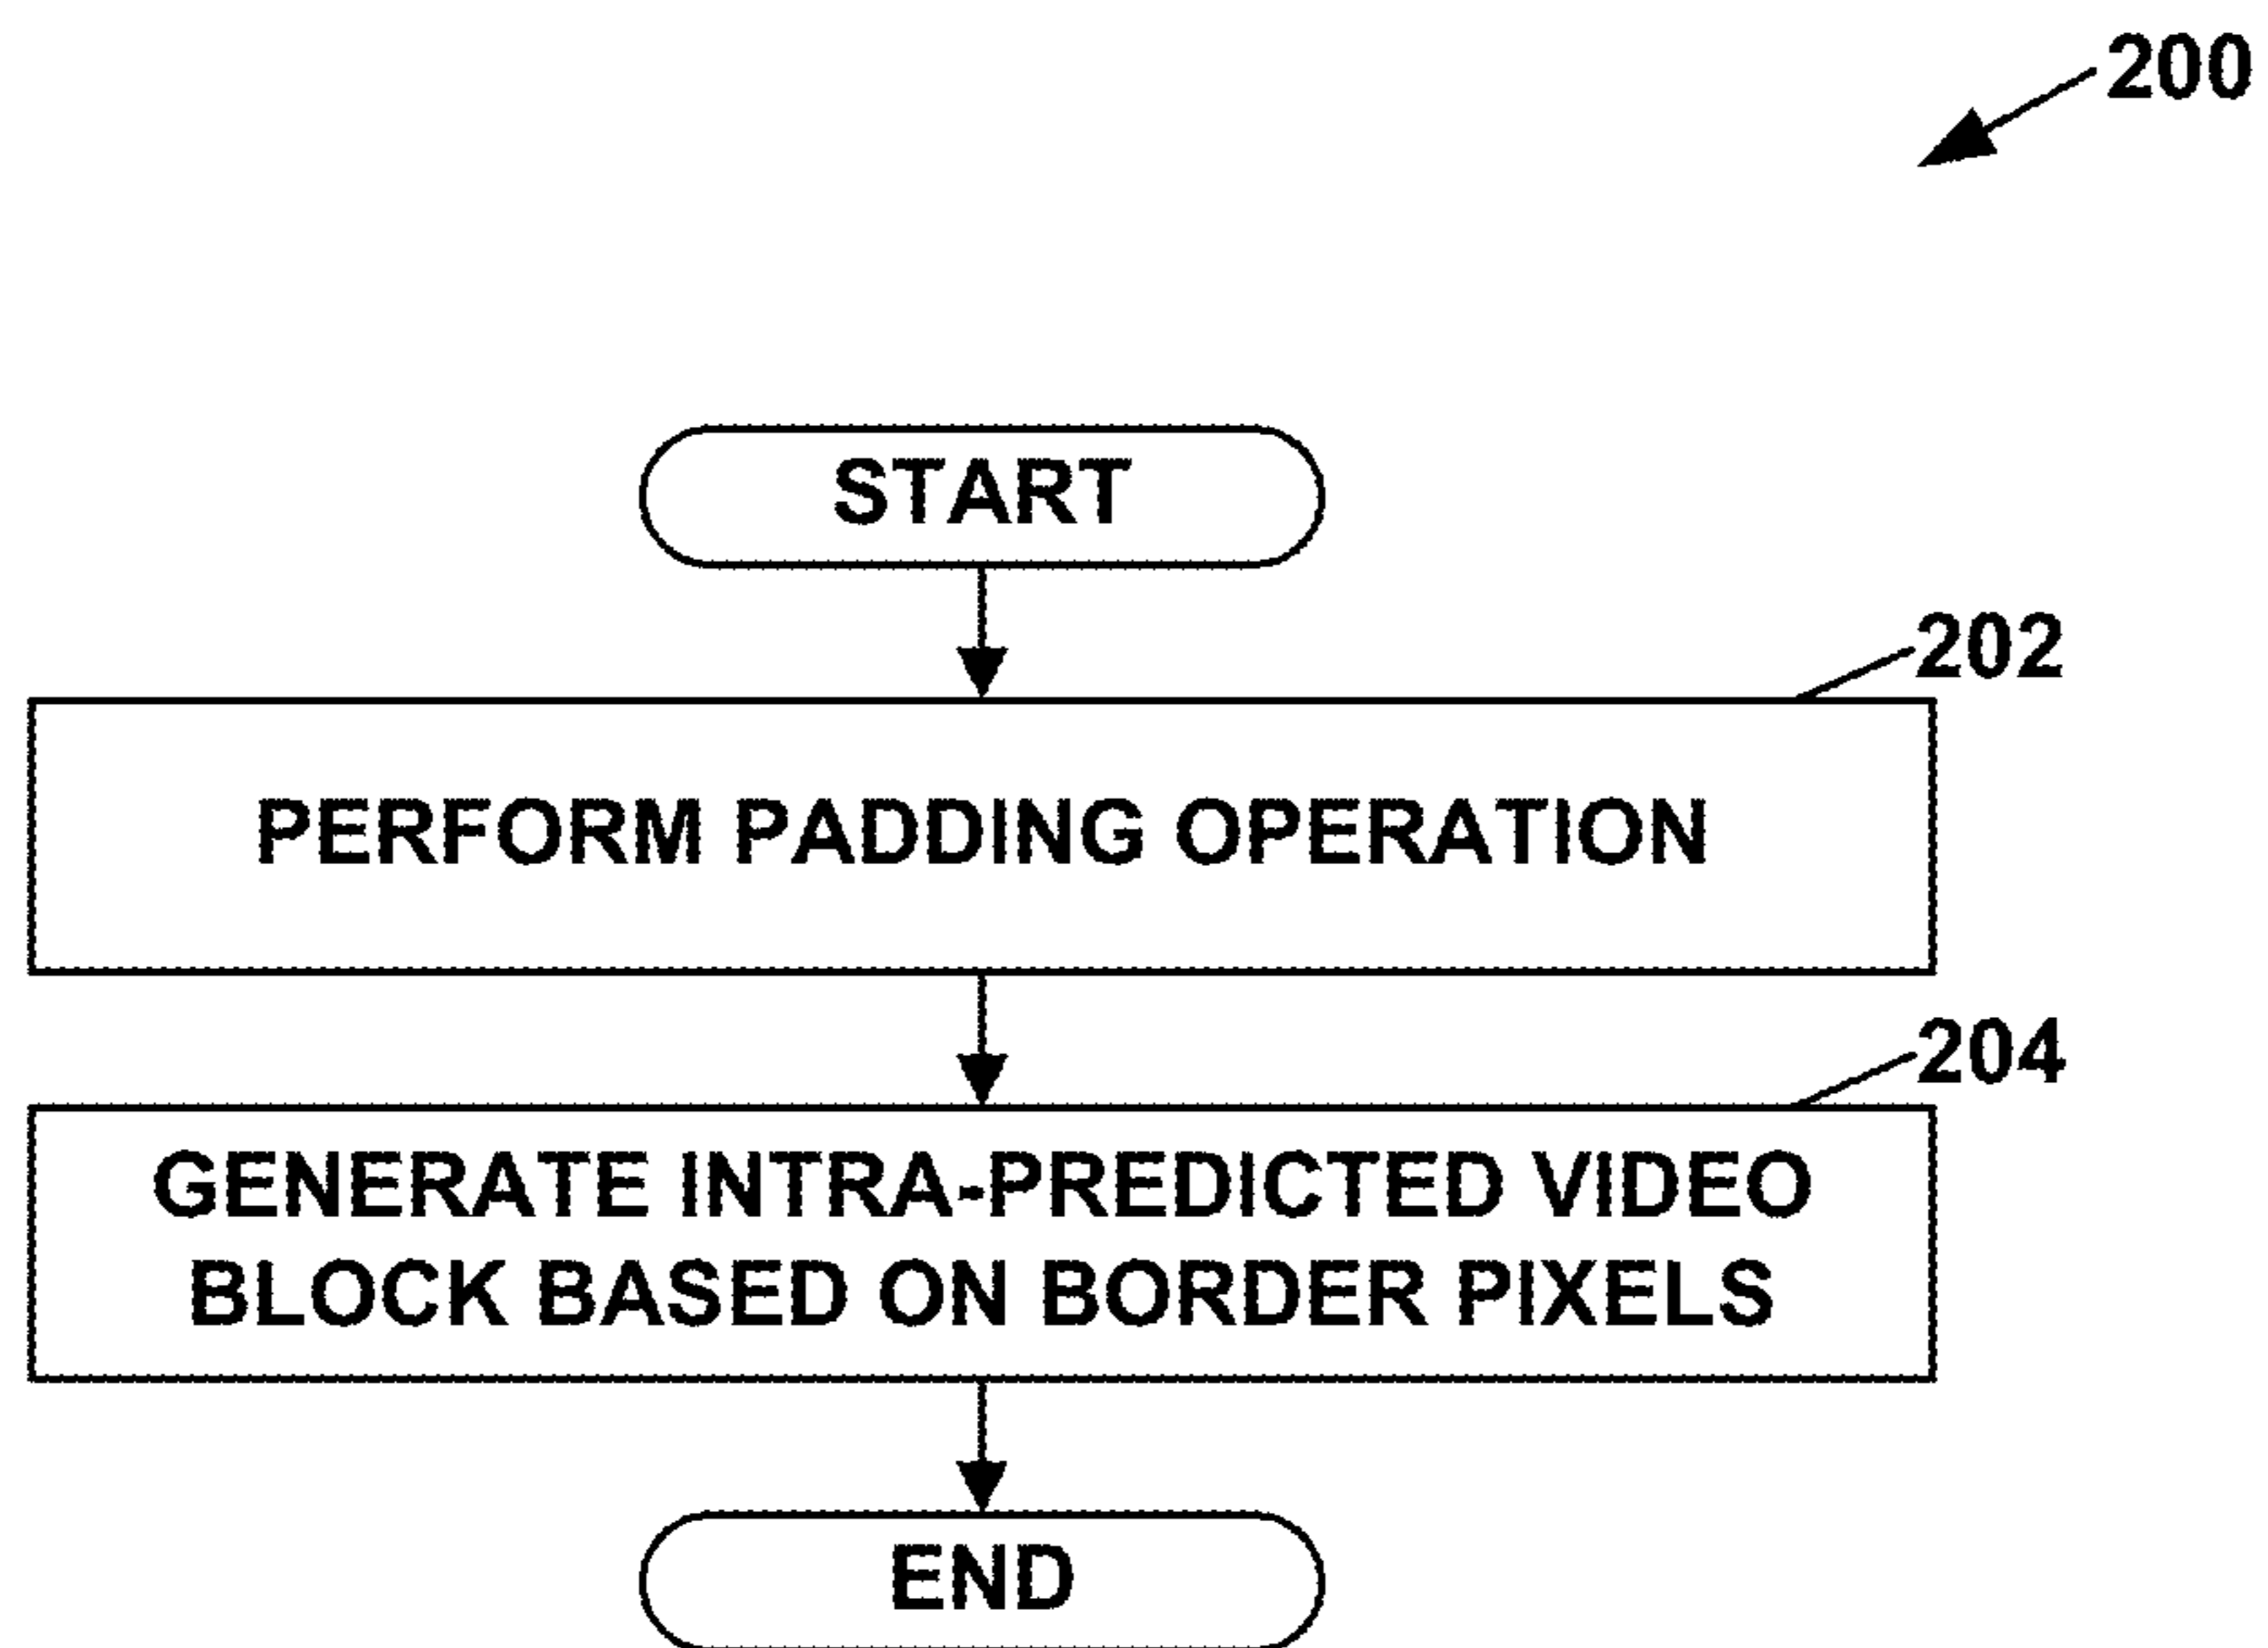 200
START
202
PERFORM PADDING OPERATION
204
GENERATE INTRA-PREDICTED VIDEO
BLOCK BASED ON BORDER PIXELS
END